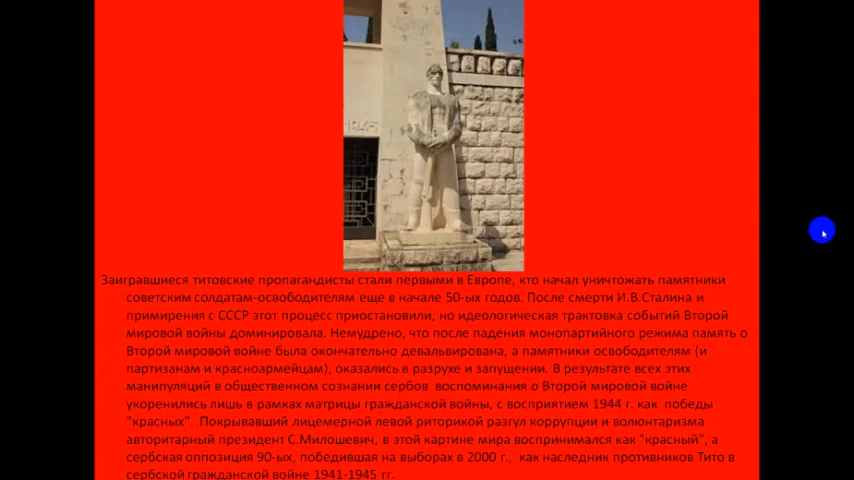 1945
Заигравшиеся титовские пропагандисты стали первыми в Европе, кто начал уничтожать памятники
советским солдатам-освободителям еще в начале 50-ых годов. После смерти И.В.Сталина и
примирения с СССР этот процесс приостановили, но идеологическая трактовка событий Второй
мировой войны доминировала. Немудрено, что после падения монопартийного режима память о
Второй мировой войне была окончательно девальвирована, а памятники освободителям (и
партизанам и красноармейцам), оказались в разрухе и запущении. В результате всех этих
манипуляций в общественном сознании сербов воспоминания о Второй мировой войне
укоренились лишь в рамках матрицы гражданской войны, с восприятием 1944 г. как победы
"красных". Покрывавший лицемерной левой риторикой разгул коррупции и волюнтаризма
авторитарный президент С.Милошевич, в этой картине мира воспринимался как "красный", а
сербская оппозиция 90-ых, победившая на выборах в 2000 г., как наследник противников Тито в
сербской гражданской войне 1941-1945 гг.